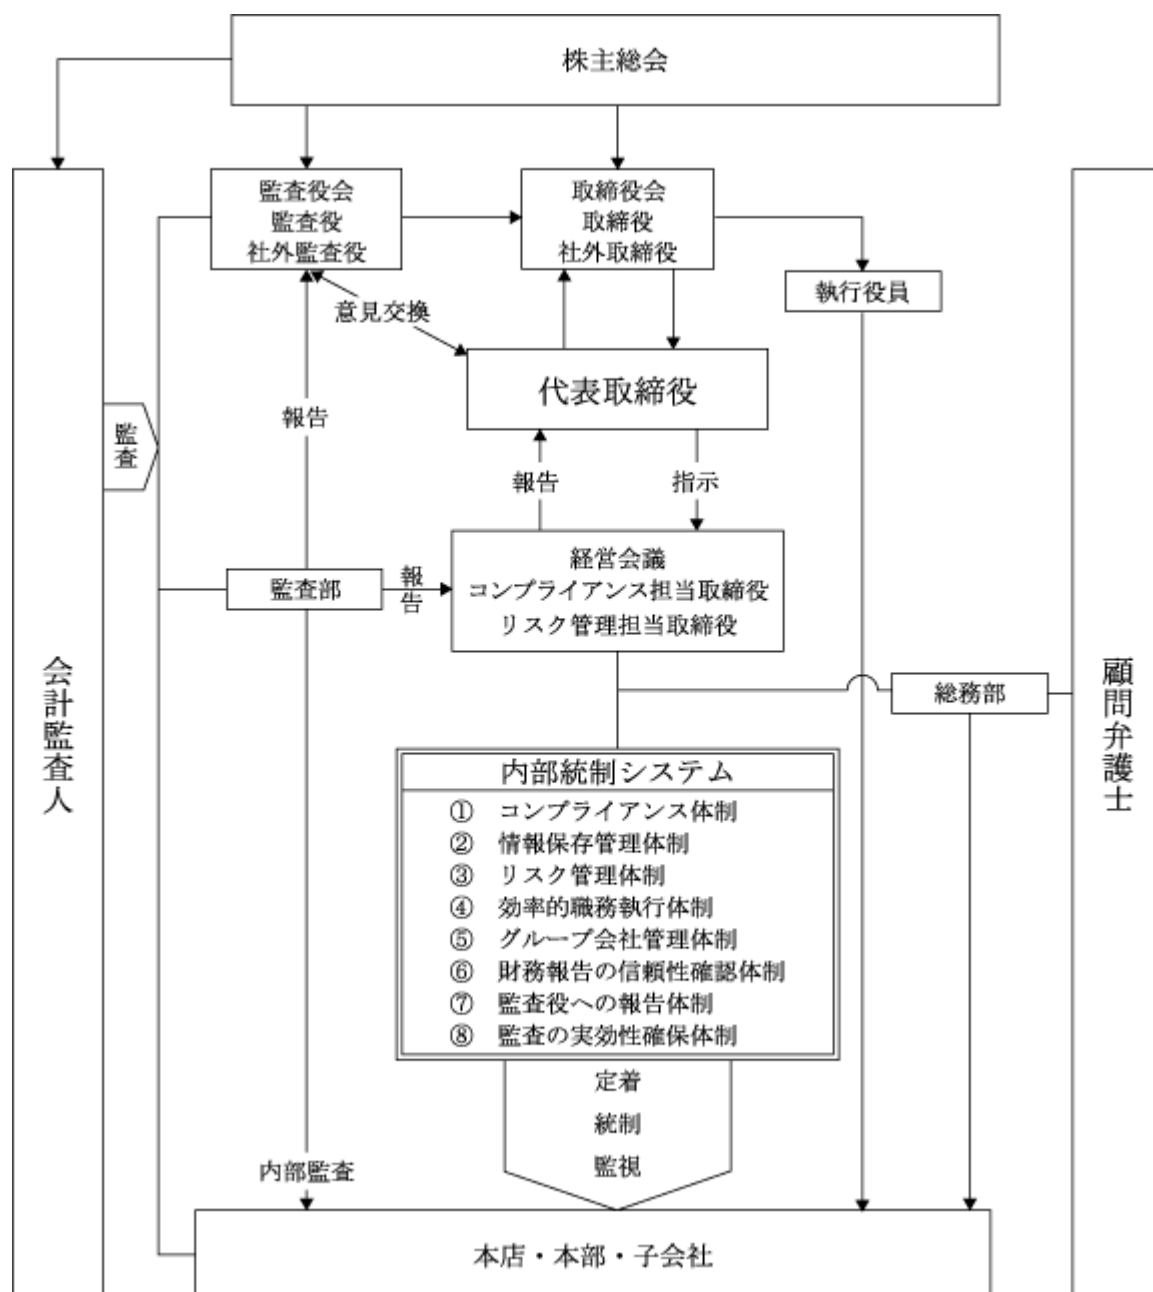 株主総会
監査役会
監査役
社外監査役
取締役会
取締役
社外取締役
執行役員
意見交換
代表取締役
監査
報告
報告
指示
経営会議
コンプライアンス担当取締役
リスク管理担当取締役
監査部
報告
総務部
会計監査人
顧問弁護士
内部統制システム
① コンプライアンス体制
② 情報保存管理体制
③ リスク管理体制
④ 効率的職務執行体制
⑤ グループ会社管理体制
⑥ 財務報告の信頼性確認体制
⑦ 監査役への報告体制
⑧ 監査の実効性確保体制
定着
統制
監視
内部監査
本店・本部・子会社